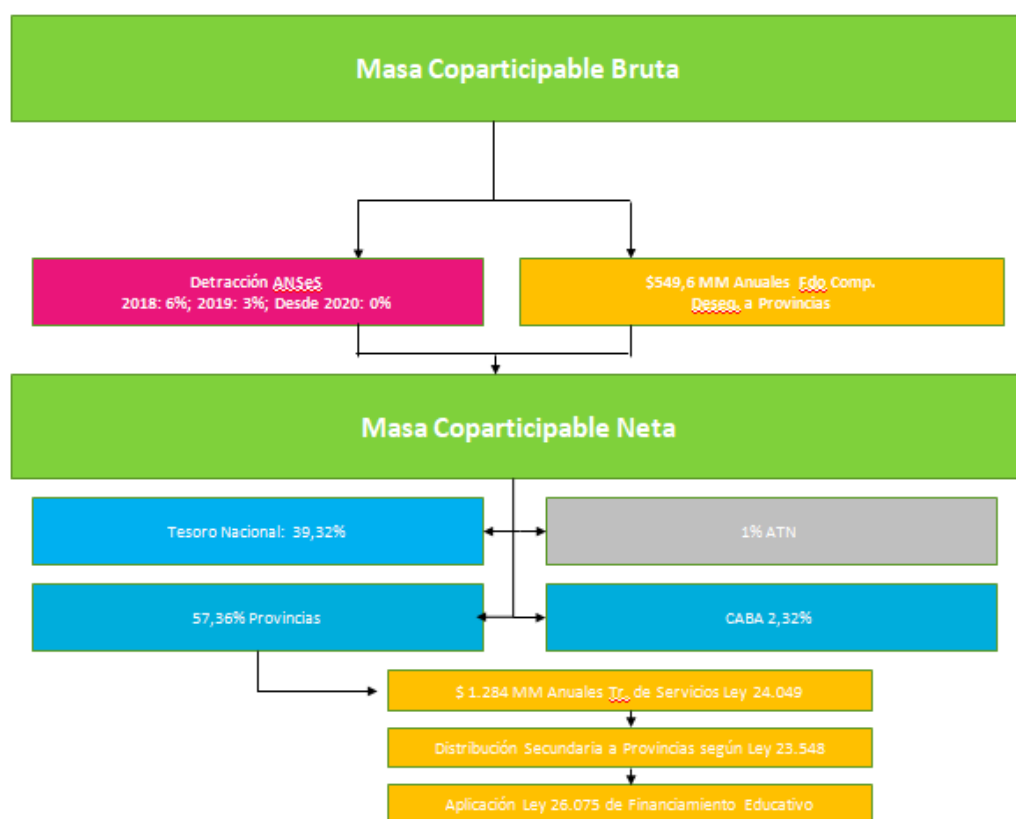 Masa Coparticipable Bruta
Detracción ANSeS
2018: 6%; 2019: 3%; Desde 2020: 0%
$549,6 MM Anuales Fdo Comp.
Deseq. a Provincias
Masa Coparticipable Neta
Tesoro Nacional: 39,32%
1% ATN
57,36% Provincias
CABA 2,32%
$ 1.284 MM Anuales Tr. de Servicios Ley 24.049
Distribución Secundaria a Provincias según Ley 23.548
Aplicación Ley 26.075 de Financiamiento Educativo